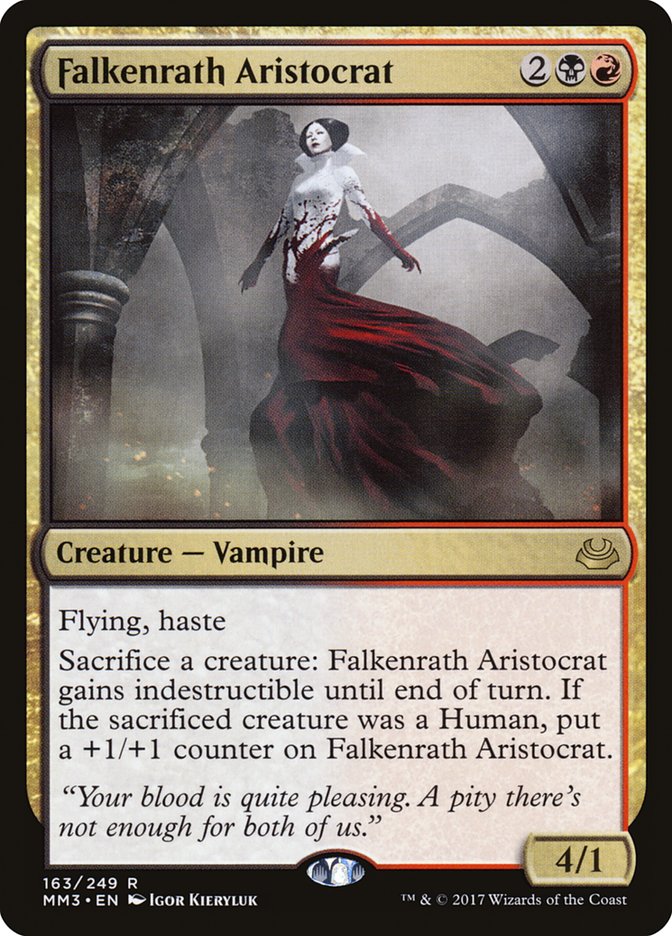 Falkenrath Aristocrat 2
Creature — Vampire
Flying, haste
Sacrifice a creature: Falkenrath Aristocrat
gains indestructible until end of turn. If
the sacrificed creature was a Human, put
a +1/+1 counter on Falkenrath Aristocrat.
“Your blood is quite pleasing. A pity there’s
not enough for both of us.”
4/1
163/249 R
MM3 • EN Igor Kieryluk
™ & © 2017 Wizards of the Coast